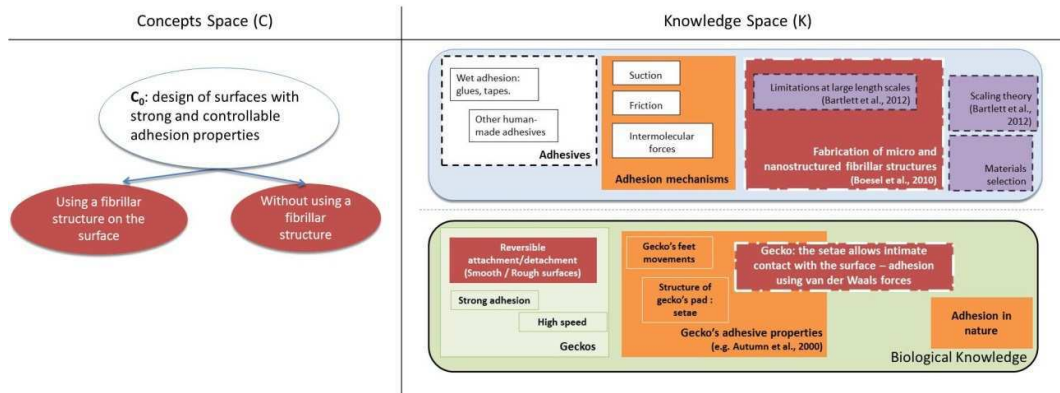 Concepts Space (C)
Knowledge Space (K)
C0: design of surfaces with
strong and controllable
adhesion properties
Using a fibrillar
structure on the
surface
Without using a
fibrillar
structure
Wet adhesion:
glues, tapes.
Other human-
made adhesives
Adhesives
Suction
Friction
Intermolecular
forces
Adhesion mechanisms
Limitations at large length scales
(Bartlett et al., 2012)
Fabrication of micro and
nanostructured fibrillar structures
(Boesel et al., 2010)
Scaling theory
(Bartlett et al.,
2012)
Materials
selection
Reversible
attachment/detachment
(Smooth / Rough surfaces)
Strong adhesion
High speed
Geckos
Gecko's feet
movements
Structure of
gecko's pad :
setae
Gecko's adhesive properties
(e.g. Autumn et al., 2000)
Gecko: the setae allows intimate
contact with the surface – adhesion
using van der Waals forces
Adhesion in
nature
Biological Knowledge